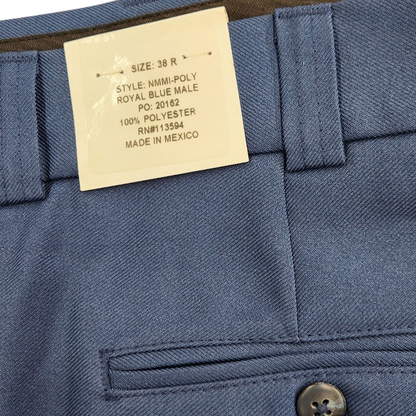 SIZE: 38 R
STYLE: NMMI-POLY
ROYAL BLUE MALE
PO: 20162
100% POLYESTER
RN#113594
MADE IN MEXICO